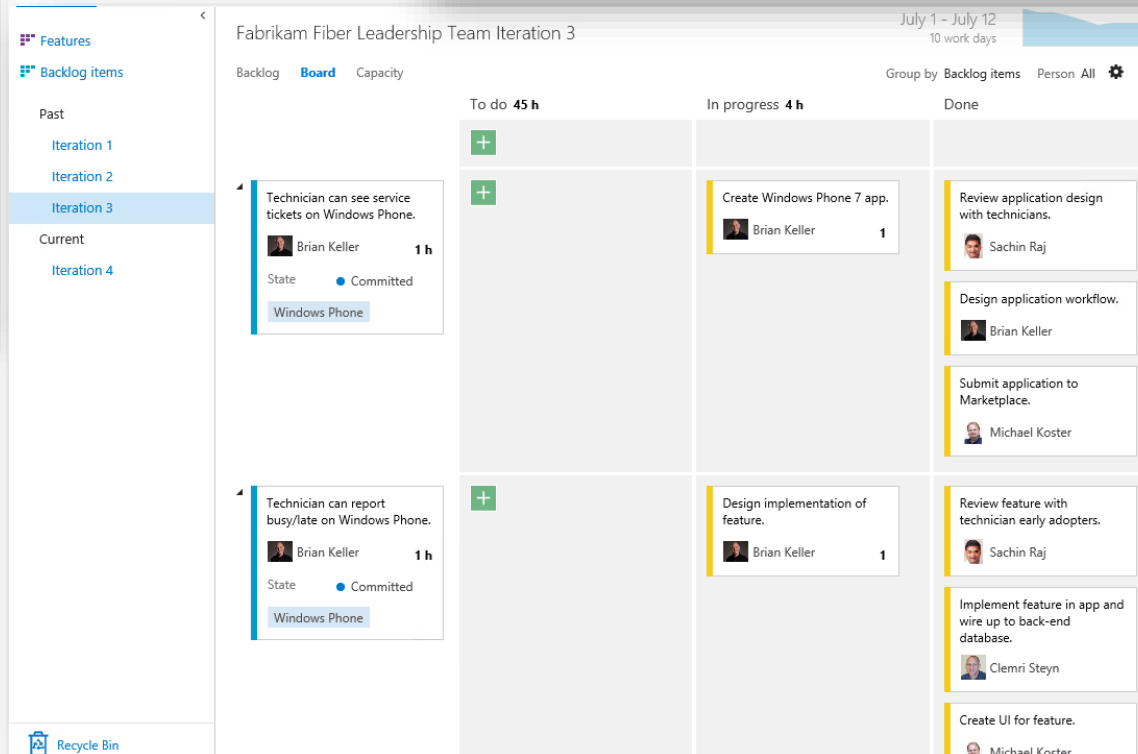 Features
Backlog items
Past
Iteration 1
Iteration 2
Iteration 3
Current
Iteration 4
Recycle Bin
Fabrikam Fiber Leadership Team Iteration 3
July 1 - July 12
10 work days
Backlog Board Capacity
Group by Backlog items Person All
To do 45 h
In progress 4 h
Done
Technician can see service
tickets on Windows Phone.
Brian Keller
1 h
State Committed
Windows Phone
Create Windows Phone 7 app.
Brian Keller
1
Review application design
with technicians.
Sachin Raj
Design application workflow.
Brian Keller
Submit application to
Marketplace.
Michael Koster
Technician can report
busy/late on Windows Phone.
Brian Keller
1 h
State Committed
Windows Phone
Design implementation of
feature.
Brian Keller
1
Review feature with
technician early adopters.
Sachin Raj
Implement feature in app and
wire up to back-end
database.
Clemri Steyn
Create UI for feature.
Michael Koster